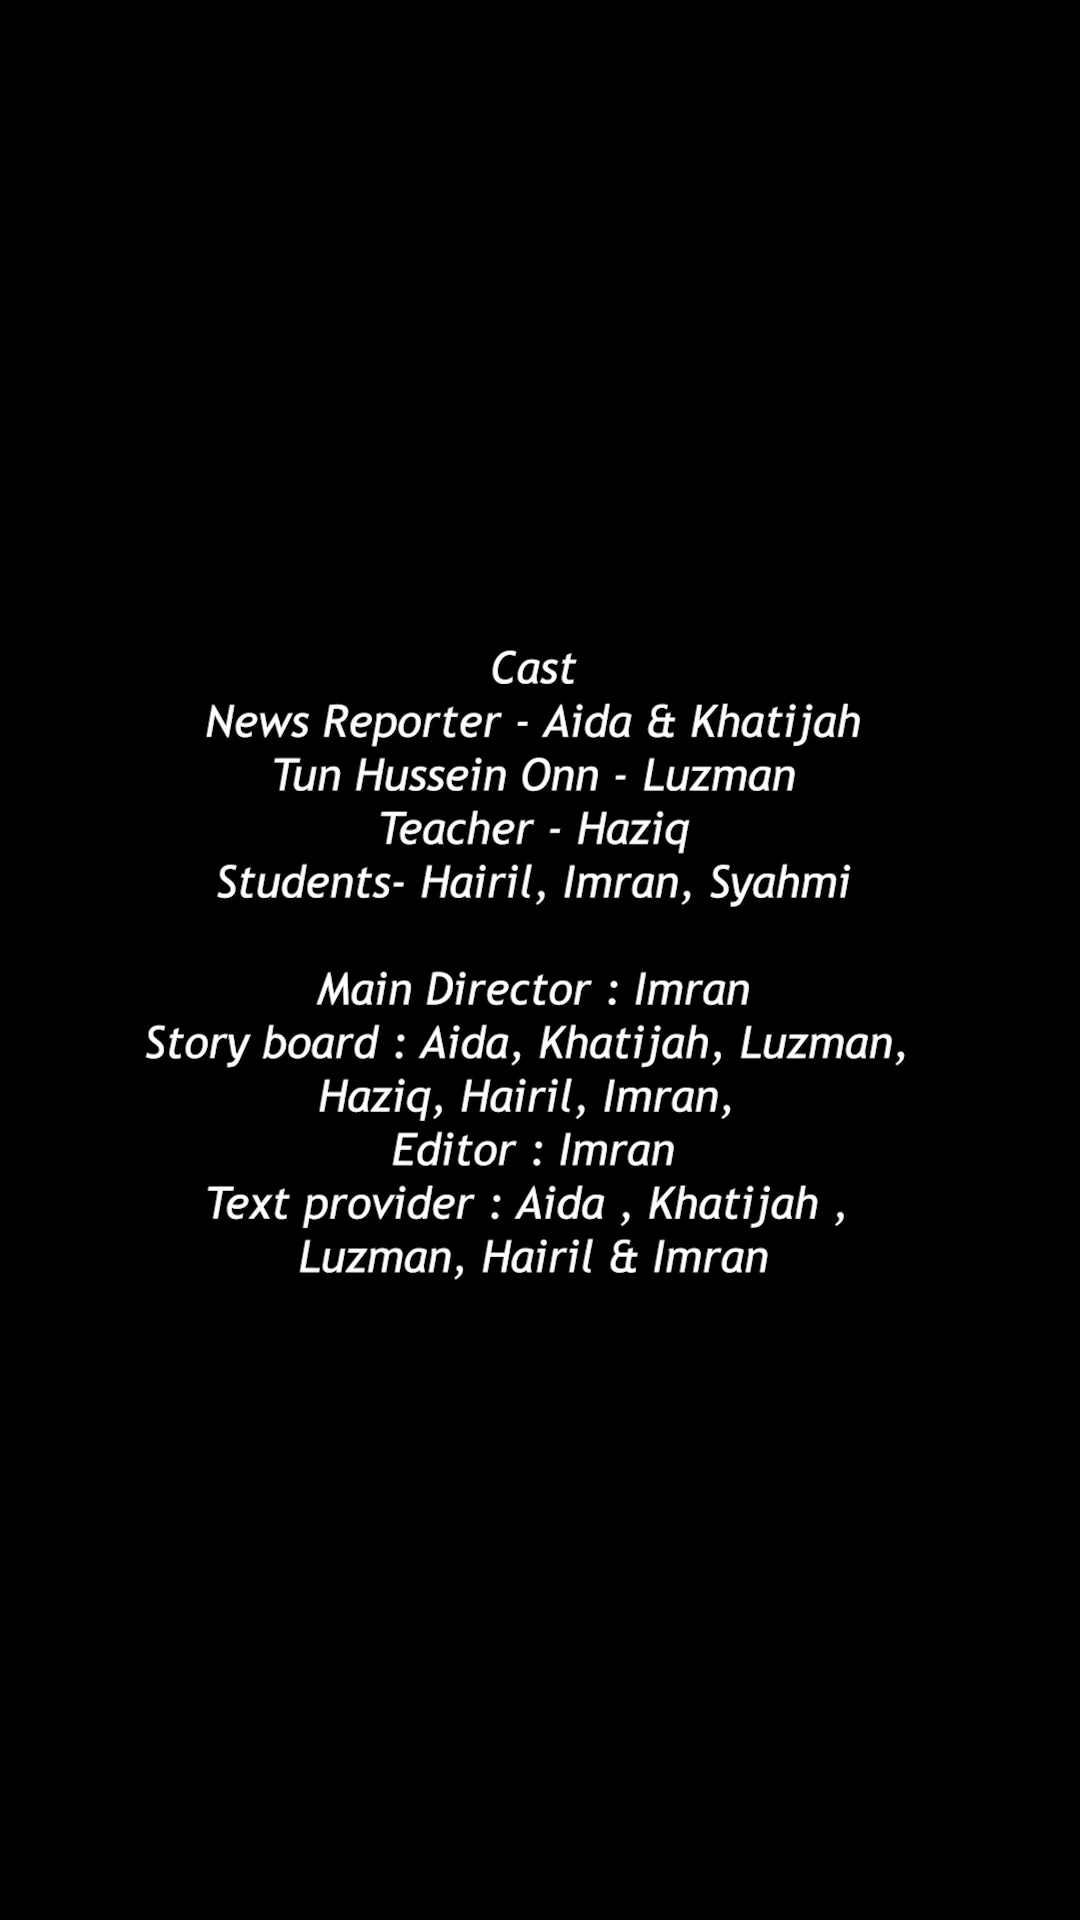 Cast
News Reporter - Aida & Khatijah
Tun Hussein Onn - Luzman
Teacher - Haziq
Students- Hairil, Imran, Syahmi
Main Director : Imran
Story board : Aida, Khatijah, Luzman,
Haziq, Hairil, Imran,
Editor : Imran
Text provider : Aida , Khatijah ,
Luzman, Hairil & Imran